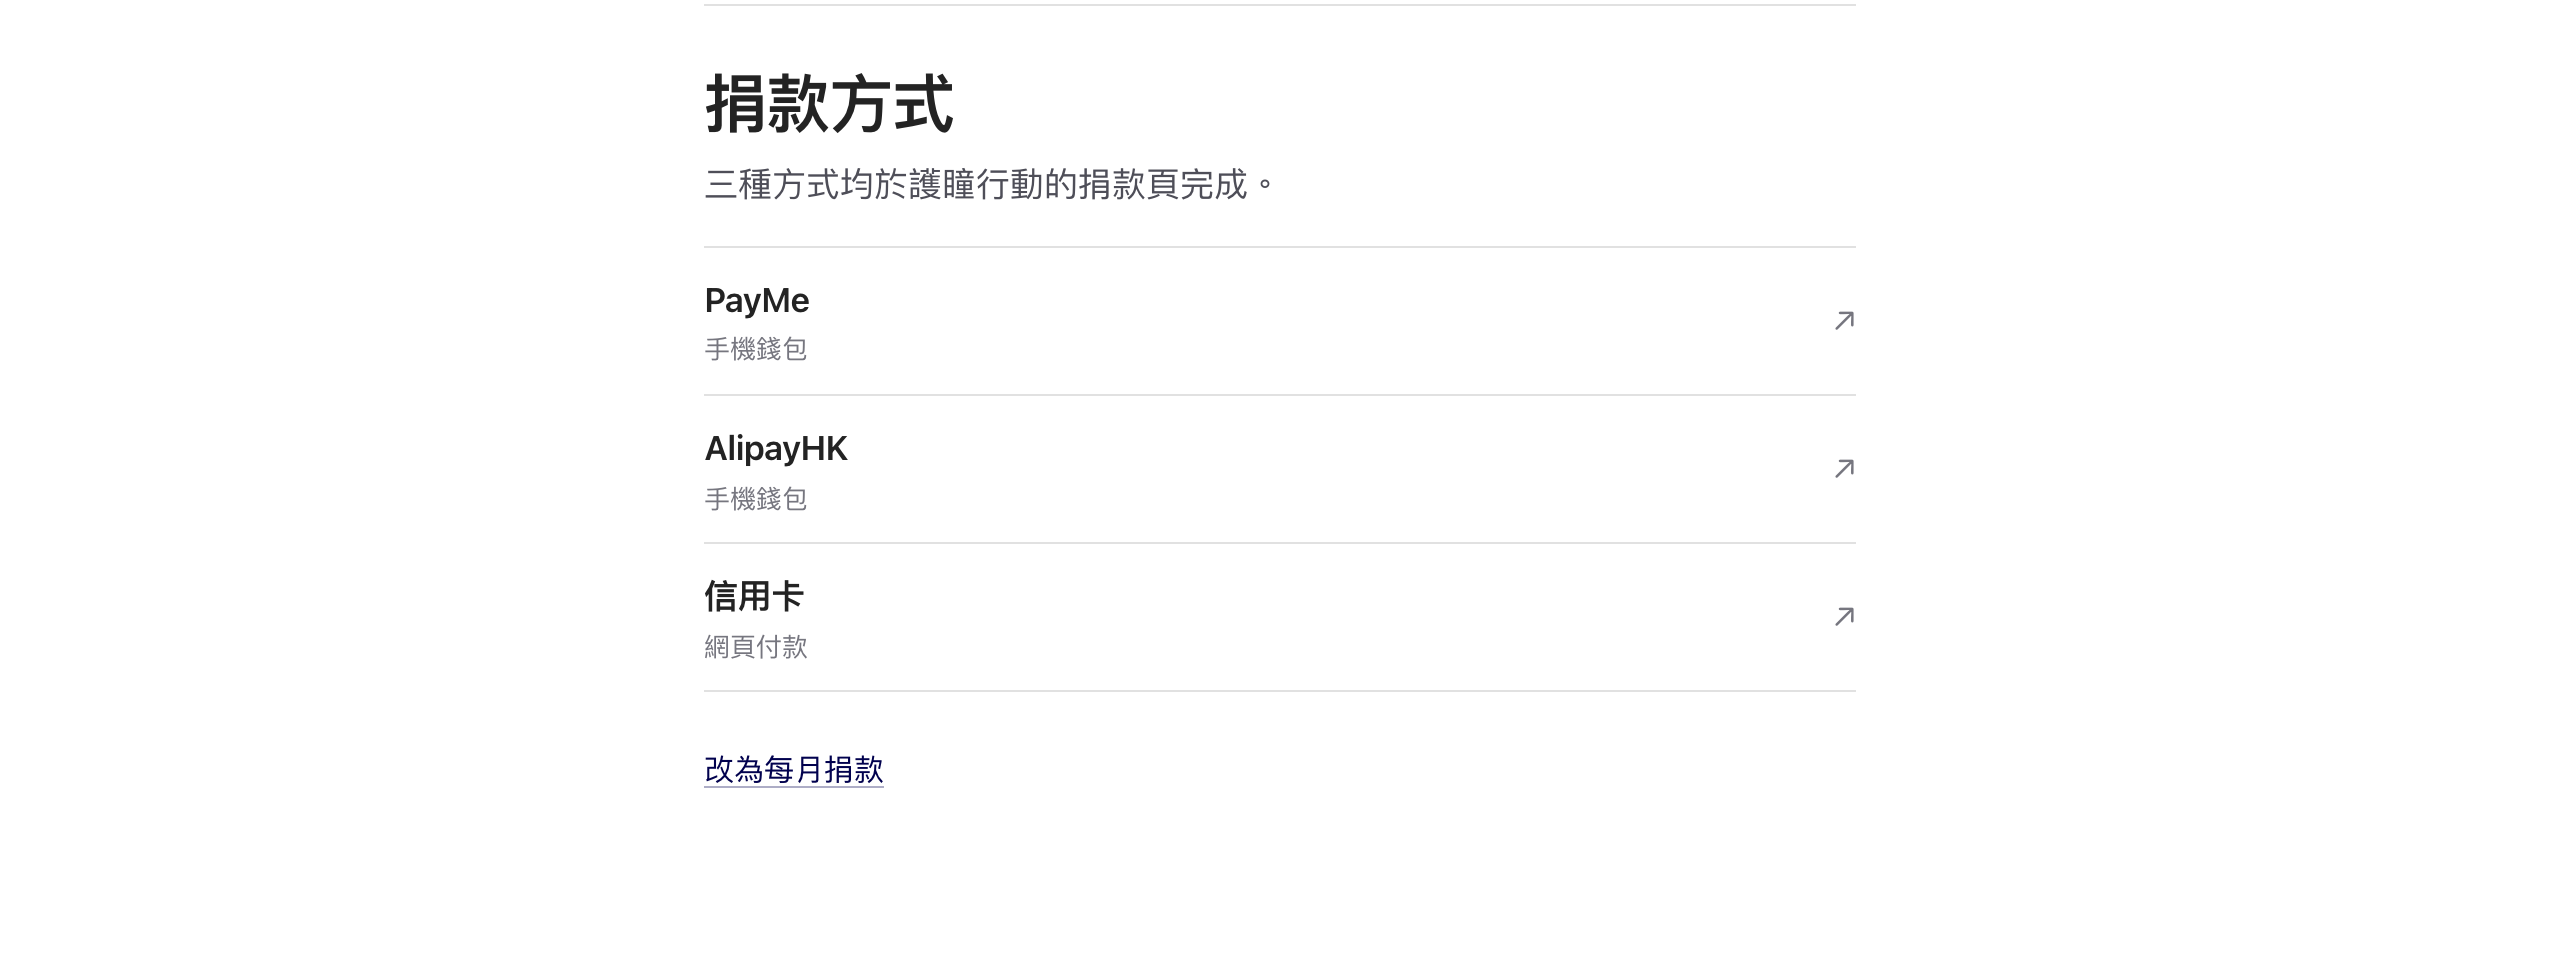 捐款方式
三種方式均於護瞳行動的捐款頁完成。
PayMe
手機錢包
AlipayHK
手機錢包
信用卡
網頁付款
改為每月捐款